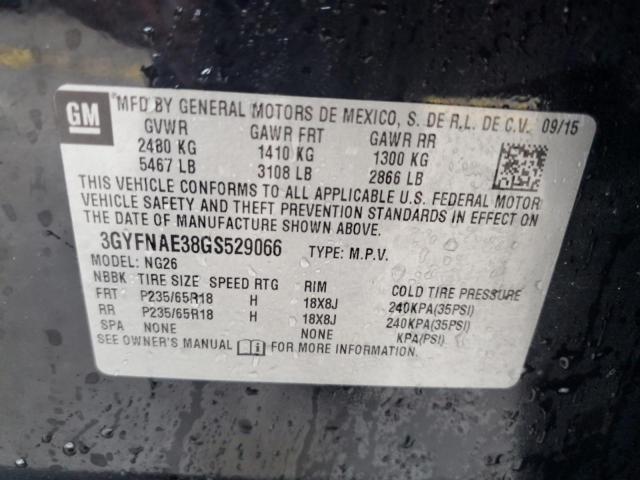 GM
MFD BY GENERAL MOTORS DE MEXICO, S. DE R.L. DE C.V. 09/15
GVWR GAWR FRT GAWR RR
2480 KG 1410 KG 1300 KG
5467 LB 3108 LB 2866 LB
THIS VEHICLE CONFORMS TO ALL APPLICABLE U.S. FEDERAL MOTOR
VEHICLE SAFETY AND THEFT PREVENTION STANDARDS IN EFFECT ON
THE DATE OF MANUFACTURE SHOWN ABOVE.
3GYFNAE38GS529066 TYPE: M.P.V.
MODEL: NG26
NBBK TIRE SIZE SPEED RTG RIM COLD TIRE PRESSURE
FRT P235/65R18 H 18X8J 240KPA(35PSI)
RR P235/65R18 H 18X8J 240KPA(35PSI)
SPA NONE NONE KPA(PSI)
SEE OWNER'S MANUAL i FOR MORE INFORMATION.